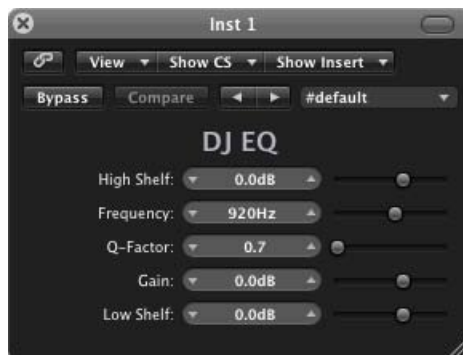 Inst 1
View Show CS Show Insert
Bypass Compare #default
DJ EQ
High Shelf: 0.0dB
Frequency: 920Hz
Q-Factor: 0.7
Gain: 0.0dB
Low Shelf: 0.0dB